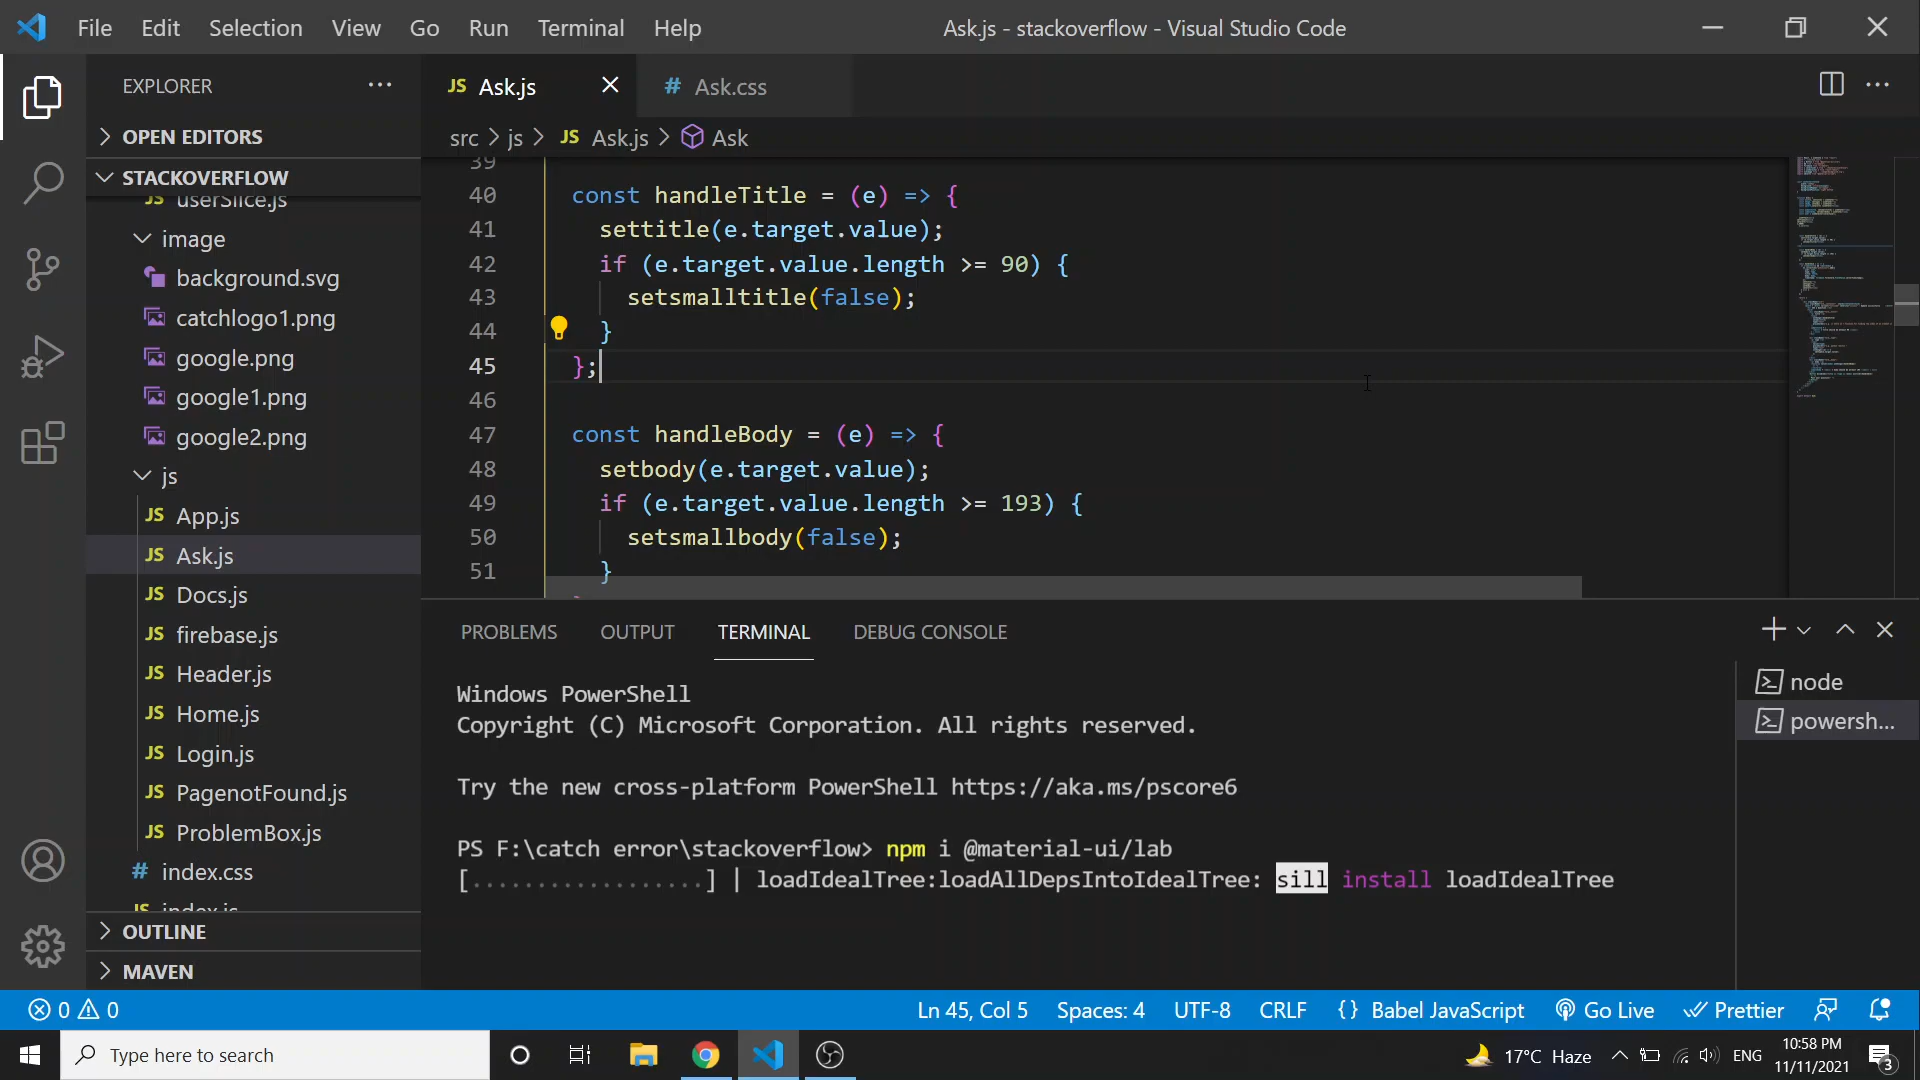 File Edit Selection View Go Run Terminal Help
Ask.js - stackoverflow - Visual Studio Code
EXPLORER
OPEN EDITORS
STACKOVERFLOW
userSlice.js
image
background.svg
catchlogo1.png
google.png
google1.png
google2.png
js
JS App.js
JS Ask.js
JS Docs.js
JS firebase.js
JS Header.js
JS Home.js
JS Login.js
JS PagenotFound.js
JS ProblemBox.js
# index.css
JS index.js
OUTLINE
MAVEN
JS Ask.js
# Ask.css
src > js > JS Ask.js > Ask
39
40 const handleTitle = (e) => {
41 settitle(e.target.value);
42 if (e.target.value.length >= 90) {
43 setsmalltitle(false);
44 }
45 };
46
47 const handleBody = (e) => {
48 setbody(e.target.value);
49 if (e.target.value.length >= 193) {
50 setsmallbody(false);
51 }
PROBLEMS OUTPUT TERMINAL DEBUG CONSOLE
Windows PowerShell
Copyright (C) Microsoft Corporation. All rights reserved.
Try the new cross-platform PowerShell https://aka.ms/pscore6
PS F:\catch error\stackoverflow> npm i @material-ui/lab
[..................] | loadIdealTree:loadAllDepsIntoIdealTree: sill install loadIdealTree
node
powersh...
0 0
Ln 45, Col 5 Spaces: 4 UTF-8 CRLF {} Babel JavaScript Go Live Prettier
Type here to search
17°C Haze
ENG
10:58 PM
11/11/2021
3